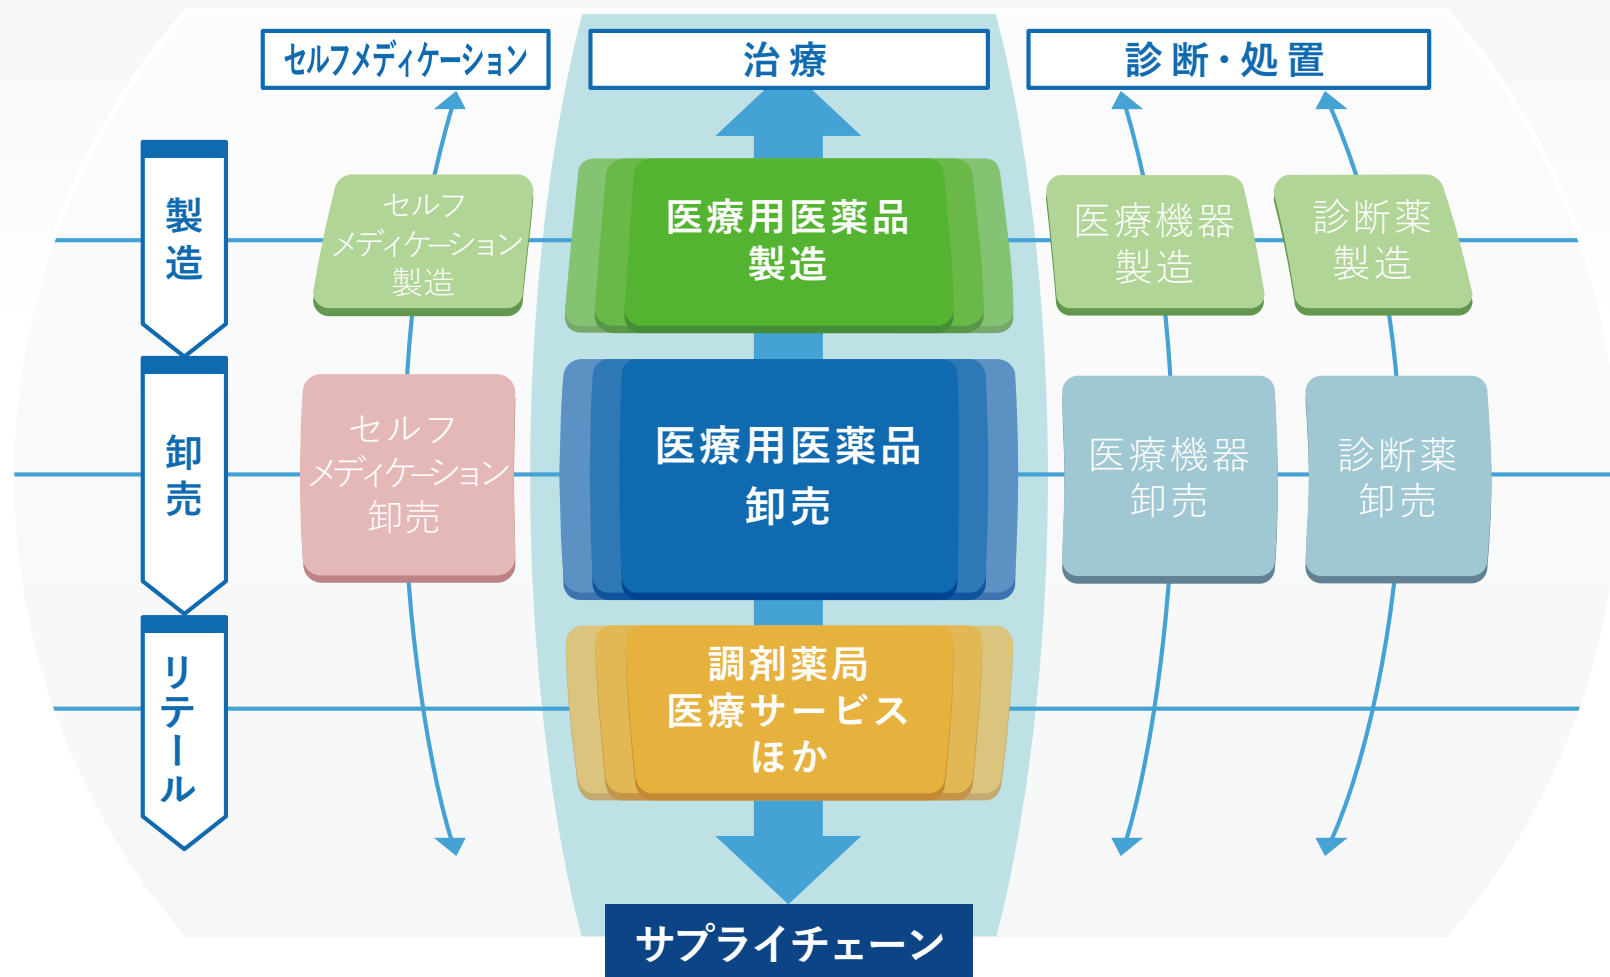 セルフメディケーション
治療
診断・処置
製造
セルフ
メディケーション
製造
医療用医薬品
製造
医療機器
製造
診断薬
製造
卸売
セルフ
メディケーション
卸売
医療用医薬品
卸売
医療機器
卸売
診断薬
卸売
リテール
調剤薬局
医療サービス
ほか
サプライチェーン